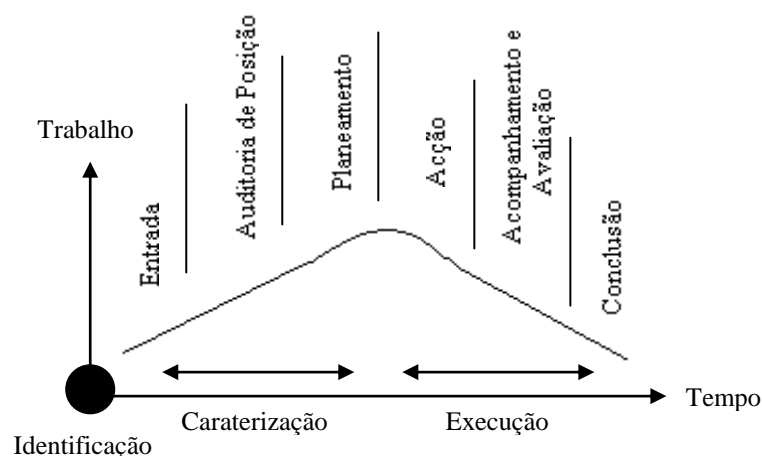 Trabalho
Entrada
Auditoria de Posição
Planeamento
Acção
Acompanhamento e
Avaliação
Conclusão
Tempo
Caraterização
Execução
Identificação